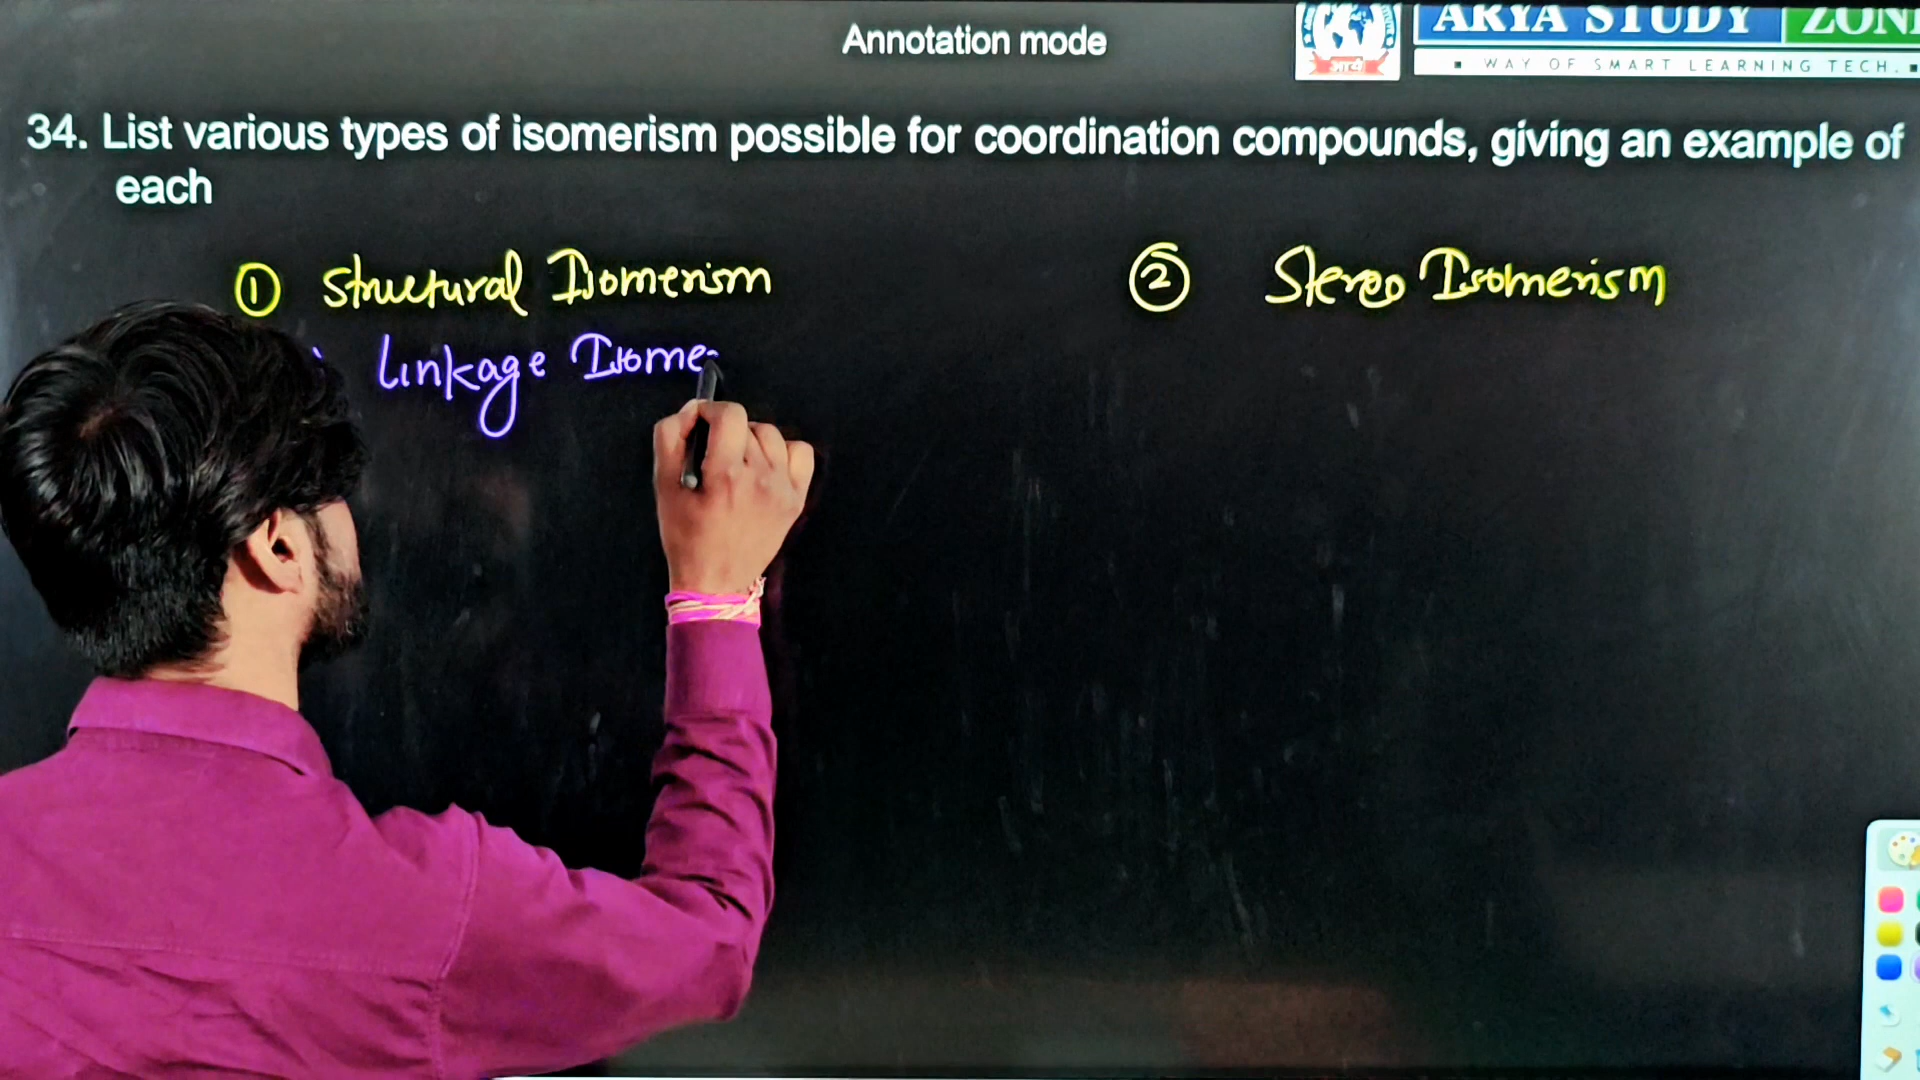 Annotation mode
ARYA STUDY
WAY OF SMART LEARNING TECH.
34. List various types of isomerism possible for coordination compounds, giving an example of
each
① Structural Isomerism
② Stereo Isomerism
Linkage Isome